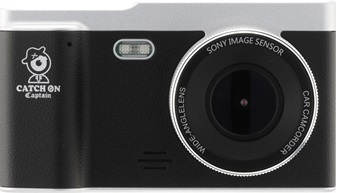 CATCH ON
Captain
SONY IMAGE SENSOR
WIDE ANGLE LENS
CAR CAMCORDER